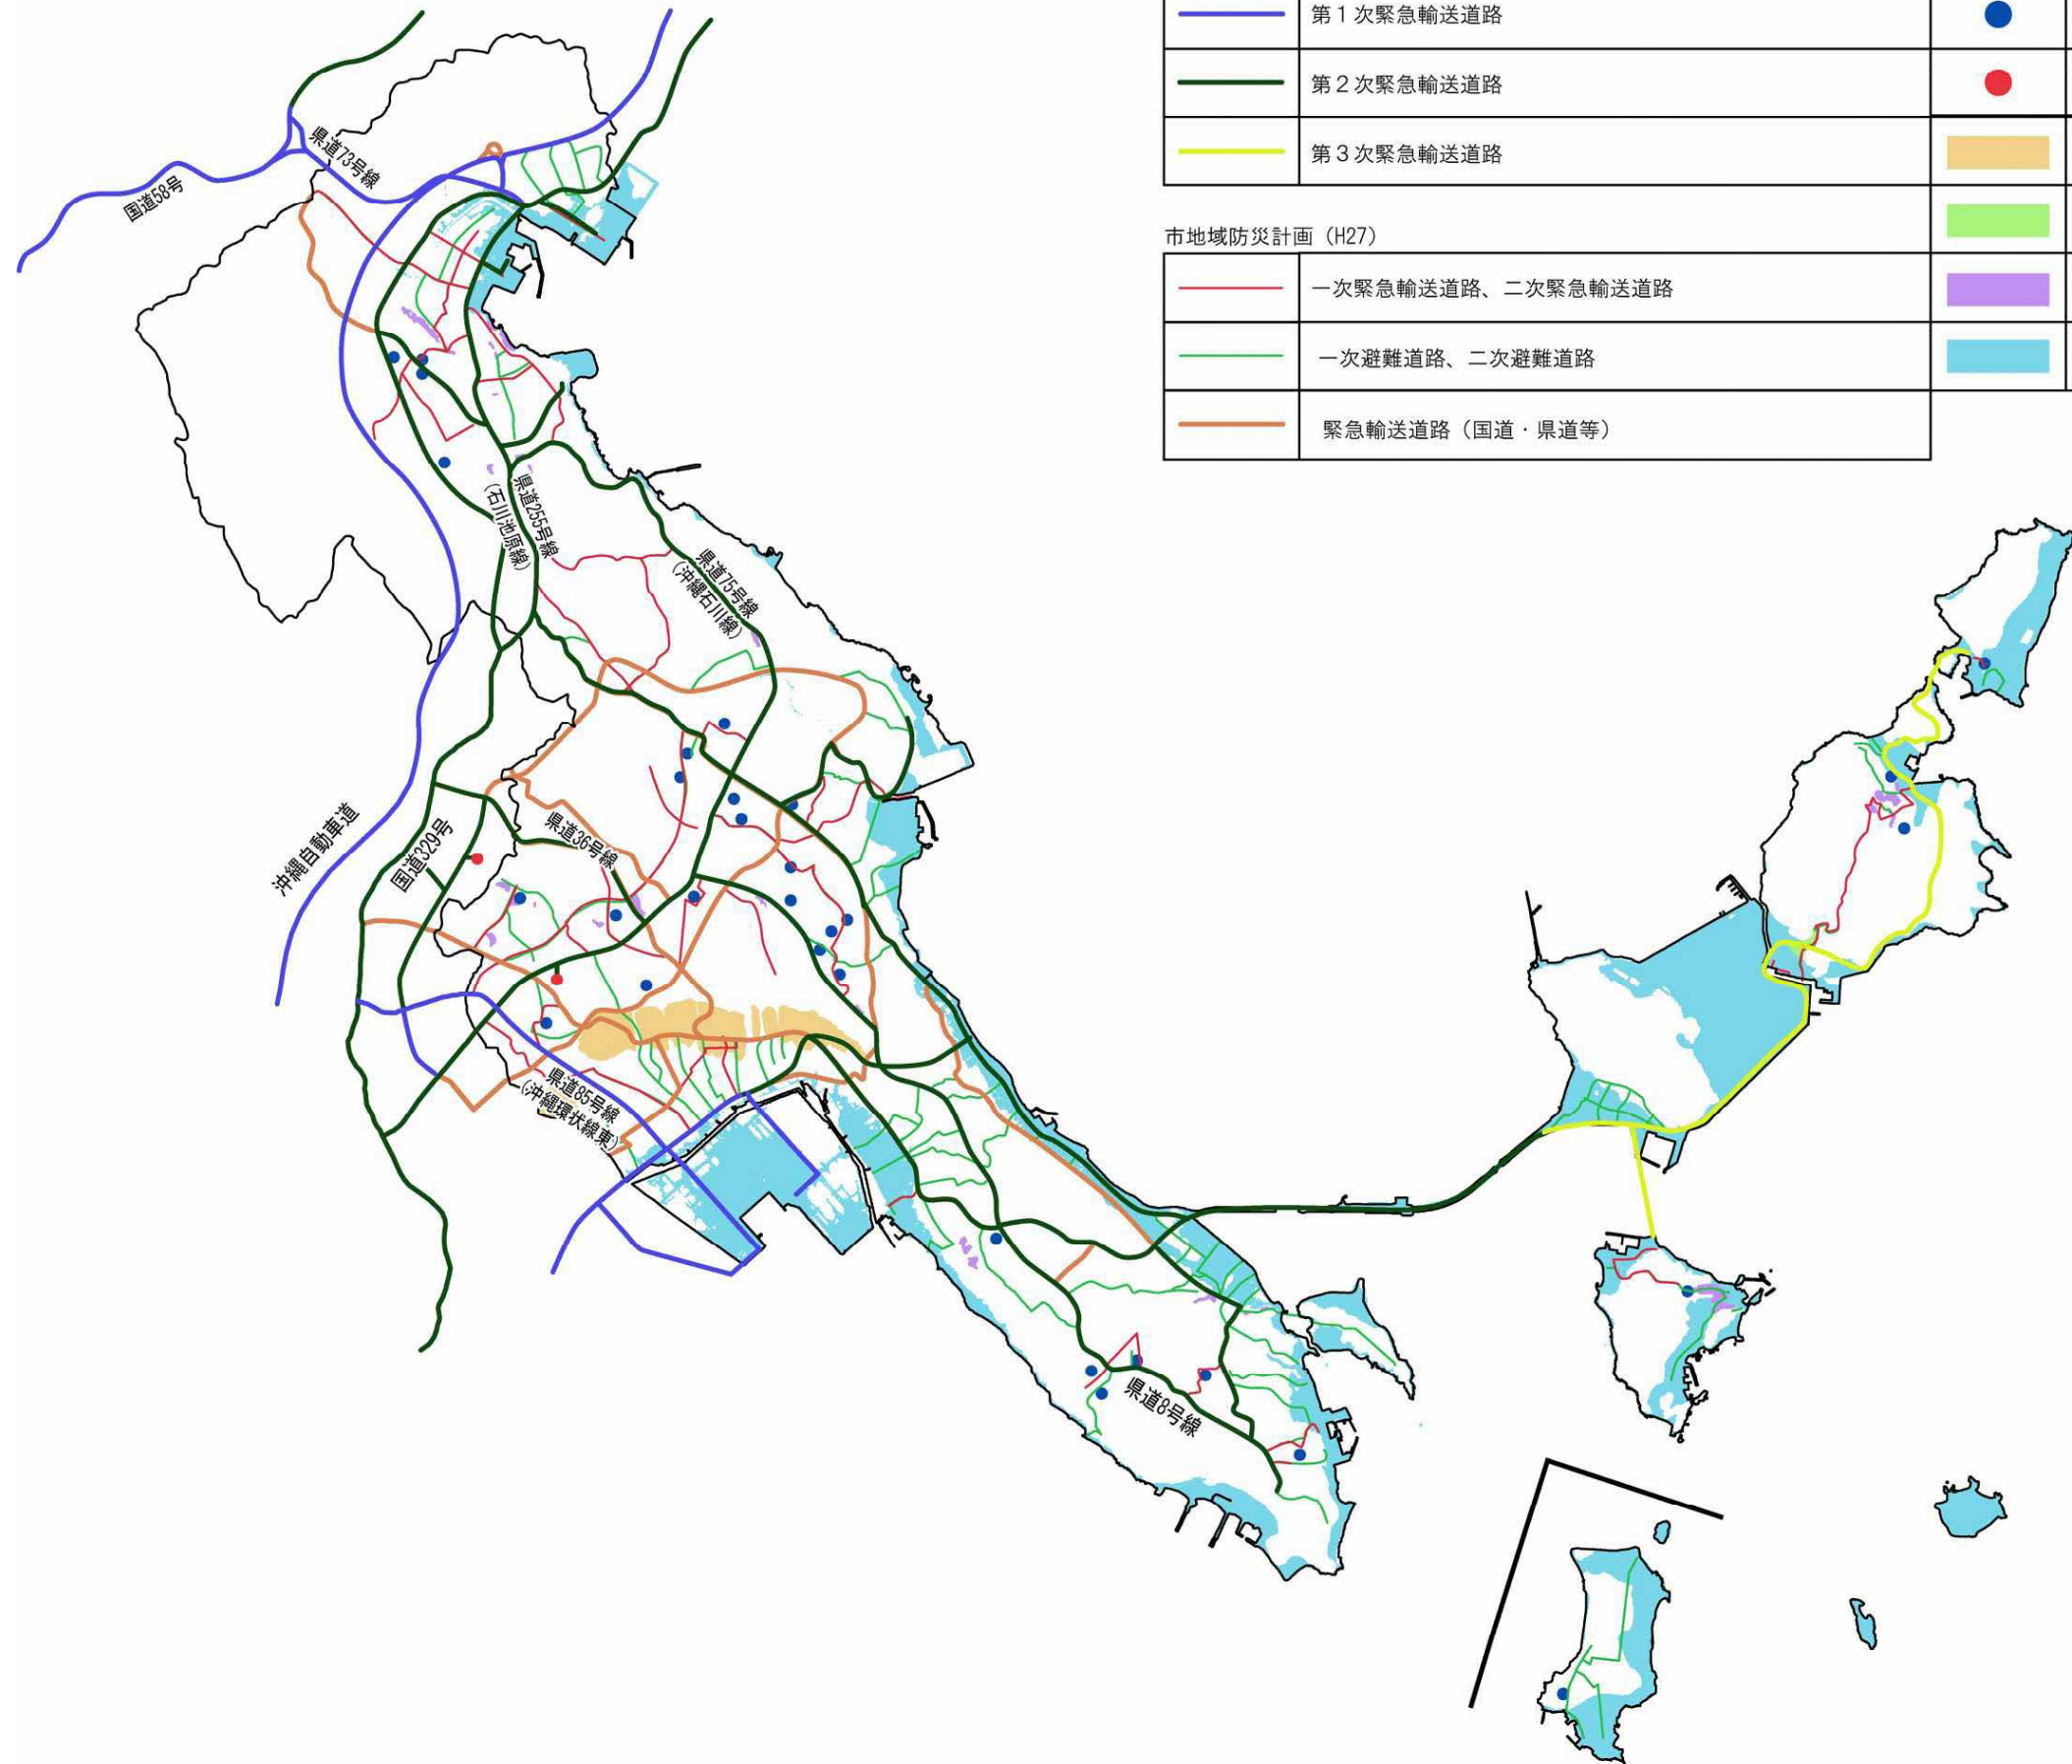 第１次緊急輸送道路
第２次緊急輸送道路
第３次緊急輸送道路
市地域防災計画（H27）
一次緊急輸送道路、二次緊急輸送道路
一次避難道路、二次避難道路
緊急輸送道路（国道・県道等）
県道73号線
国道58号
県道255号線
（石川池原線）
県道75号線
（沖縄石川線）
沖縄自動車道
国道329号
県道36号線
県道85号線
（沖縄環状線東）
県道8号線